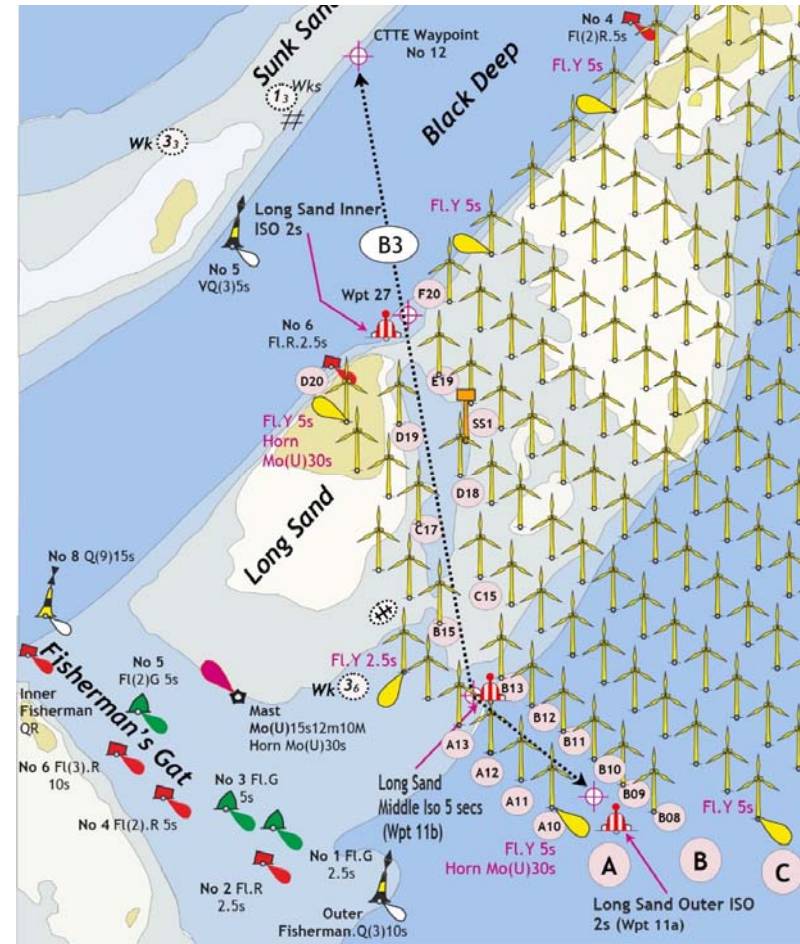 No 4
Fl(2)R.5s
CTTE Waypoint
No 12
Sunk Sand
Black Deep
Fl.Y 5s
1₃ Wks
Wk 3₃
Long Sand Inner
ISO 2s
Fl.Y 5s
B3
No 5
VQ(3)5s
Wpt 27
F20
No 6
Fl.R.2.5s
D20
E19
Fl.Y 5s
Horn
Mo(U)30s
SS1
D19
D18
Long Sand
C17
No 8 Q(9)15s
C15
B15
Fisherman's Gat
No 5
Fl(2)G 5s
Fl.Y 2.5s
Wk 3₆
B13
Inner
Fisherman
QR
Mast
Mo(U)15s12m10M
Horn Mo(U)30s
B12
A13
B11
No 6 Fl(3).R
10s
No 3 Fl.G
5s
Long Sand
Middle Iso 5 secs
(Wpt 11b)
A12
B10
A11
B09
No 4 Fl(2).R 5s
A10
B08
Fl.Y 5s
No 1 Fl.G
2.5s
Fl.Y 5s
Horn Mo(U)30s
A
B
C
No 2 Fl.R
2.5s
Outer
Fisherman.Q(3)10s
Long Sand Outer ISO
2s (Wpt 11a)